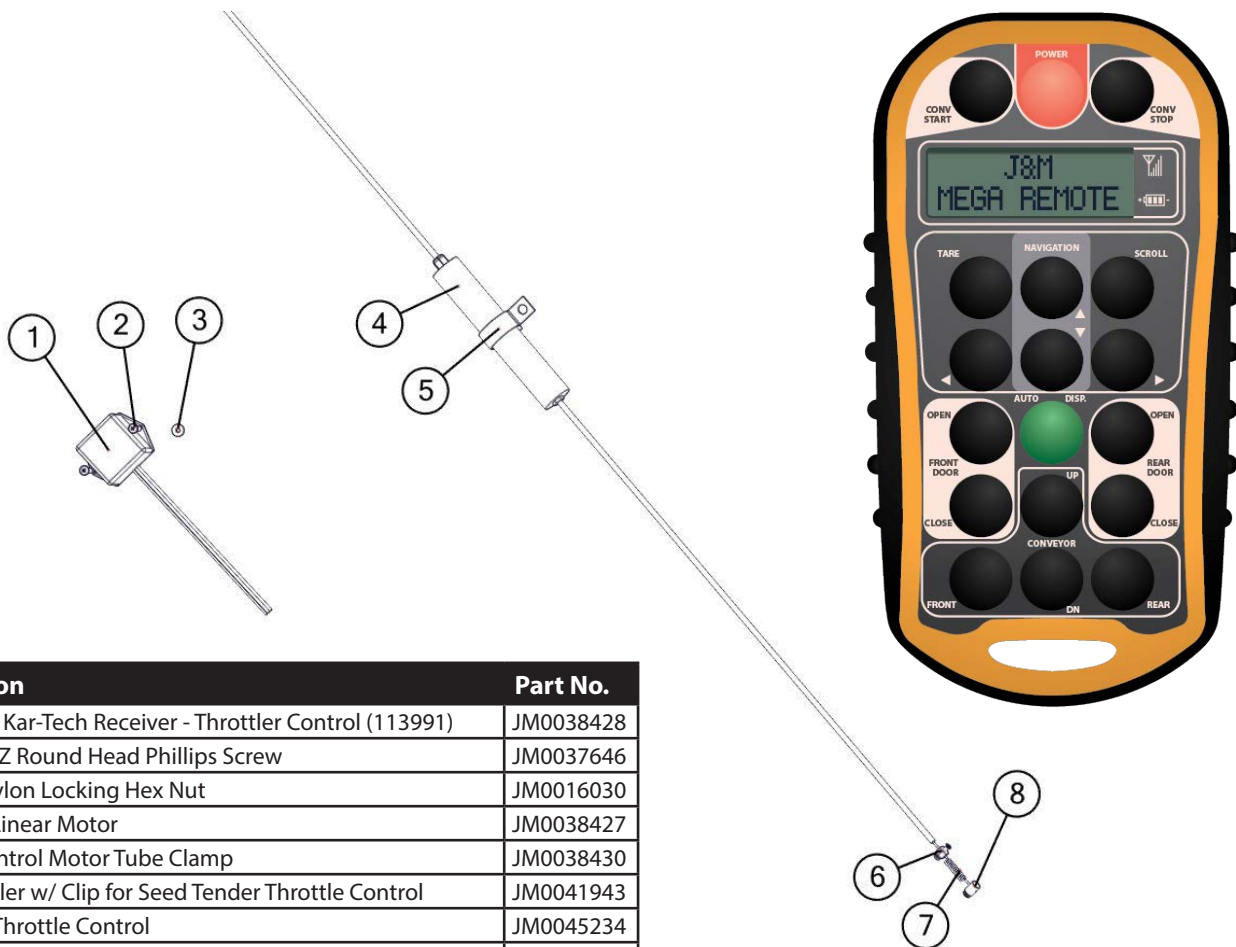 POWER
CONV START
CONV STOP
J&M
MEGA REMOTE
TARE
NAVIGATION
SCROLL
AUTO
DISP.
OPEN
OPEN
FRONT DOOR
REAR DOOR
UP
CLOSE
CLOSE
CONVEYOR
FRONT
DN
REAR
1
2
3
4
5
6
7
8
on Part No.
Kar-Tech Receiver - Throttler Control (113991) JM0038428
Z Round Head Phillips Screw JM0037646
ylon Locking Hex Nut JM0016030
Linear Motor JM0038427
ntrol Motor Tube Clamp JM0038430
ler w/ Clip for Seed Tender Throttle Control JM0041943
Throttle Control JM0045234